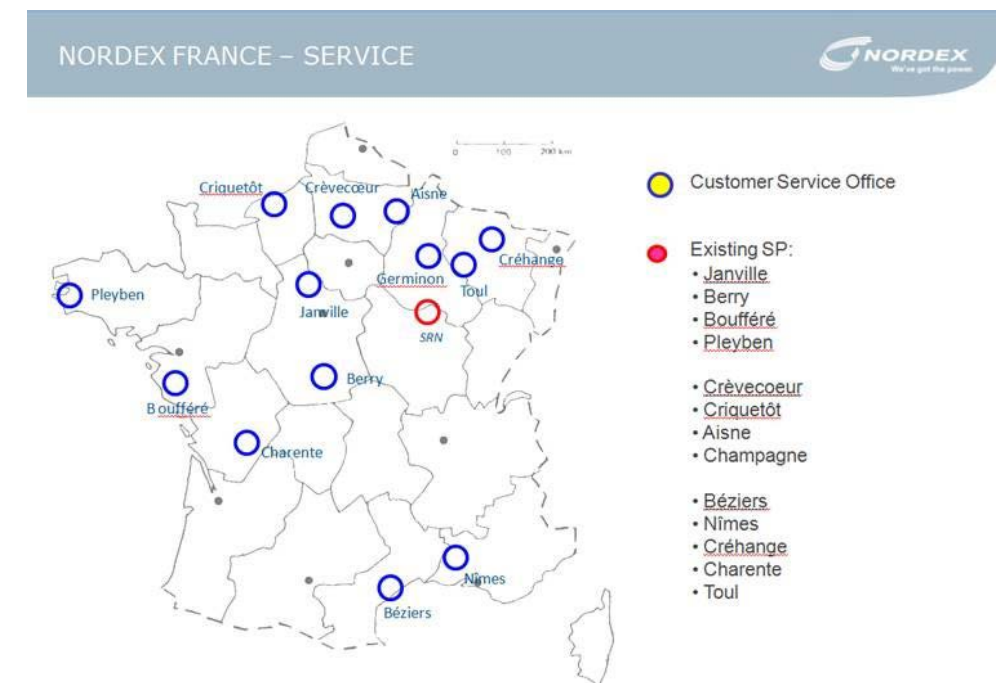 NORDEX FRANCE – SERVICE
NORDEX
We've got the power.
0 100 200 km
Criquetôt
Crèvecœur
Aisne
Créhange
Germinon
Toul
Pleyben
Janville
SRN
Berry
Boufféré
Charente
Nîmes
Béziers
Customer Service Office
Existing SP:
• Janville
• Berry
• Boufféré
• Pleyben
• Crèvecoeur
• Criquetôt
• Aisne
• Champagne
• Béziers
• Nîmes
• Créhange
• Charente
• Toul